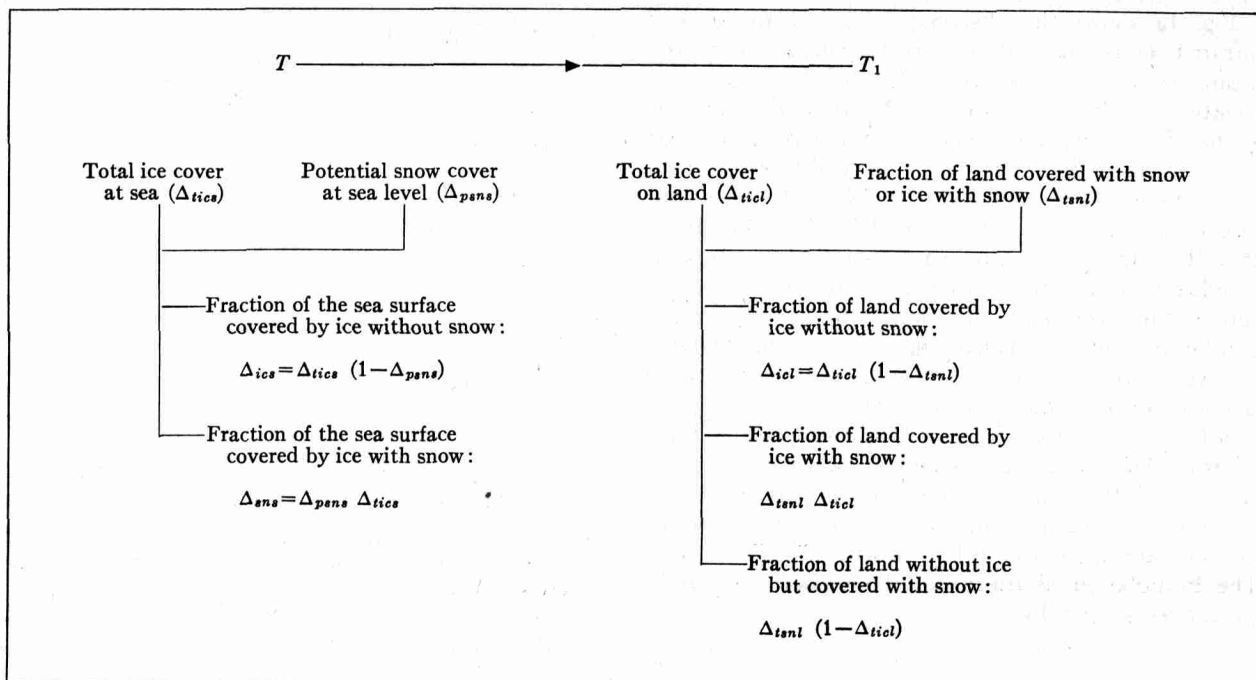 T T₁
Total ice cover
at sea (Δtics)
Potential snow cover
at sea level (Δpsns)
Fraction of the sea surface
covered by ice without snow:
Δics=Δtics (1−Δpsns)
Fraction of the sea surface
covered by ice with snow:
Δsns=Δpsns Δtics
Total ice cover
on land (Δticl)
Fraction of land covered with snow
or ice with snow (Δtsnl)
Fraction of land covered by
ice without snow:
Δicl=Δticl (1−Δtsnl)
Fraction of land covered by
ice with snow:
Δtsnl Δticl
Fraction of land without ice
but covered with snow:
Δtsnl (1−Δticl)